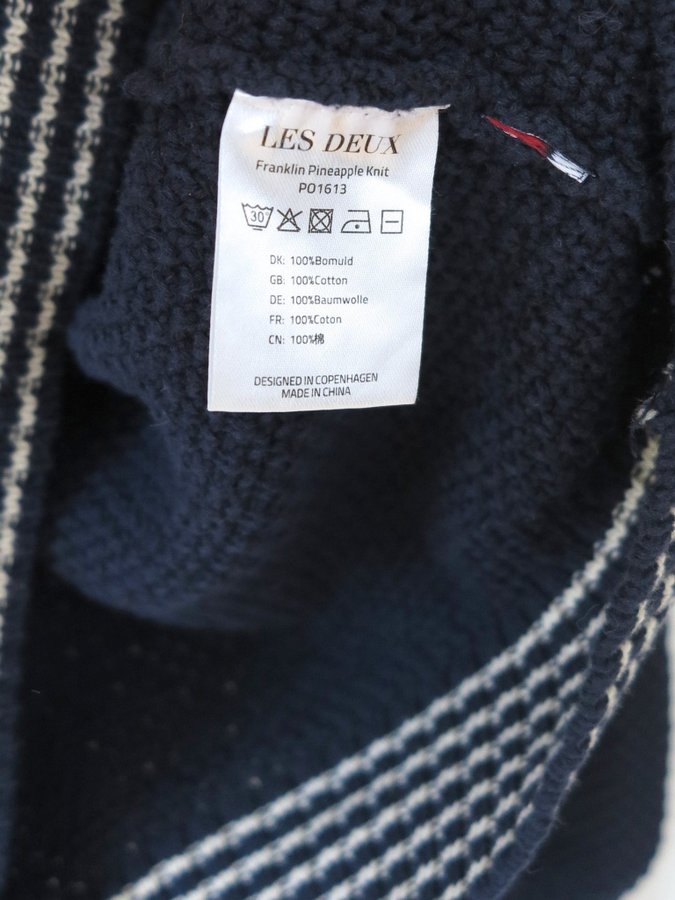 LES DEUX
Franklin Pineapple Knit
PO1613
30°
DK: 100%Bomuld
GB: 100%Cotton
DE: 100%Baumwolle
FR: 100%Coton
CN: 100%棉
DESIGNED IN COPENHAGEN
MADE IN CHINA